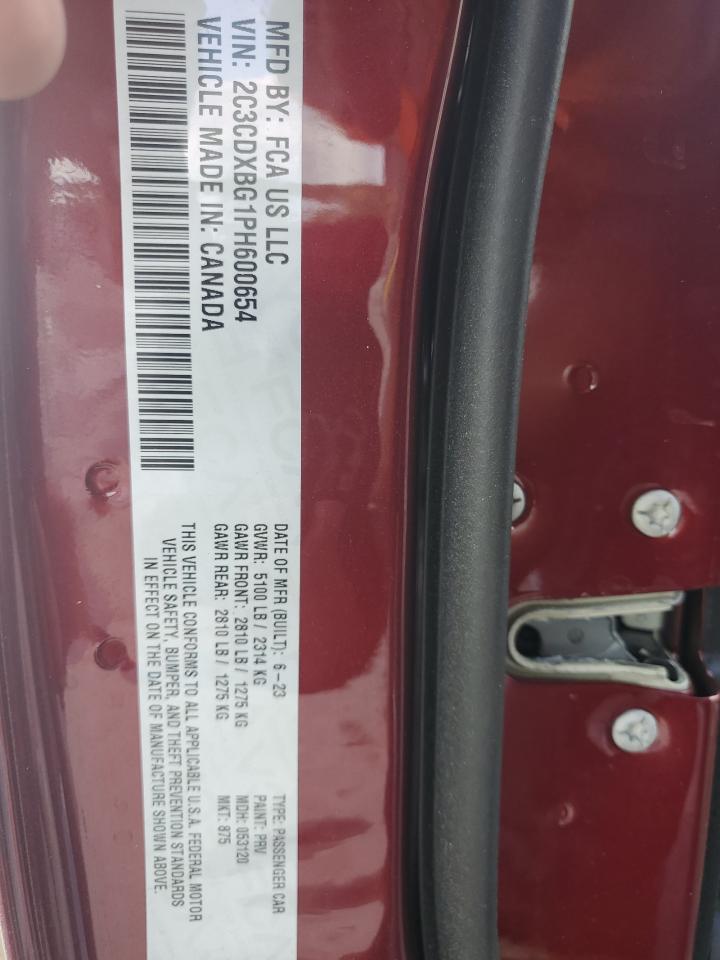 MFD BY: FCA US LLC
VIN: 2C3CDXBG1PH600654
VEHICLE MADE IN: CANADA
DATE OF MFR (BUILT): 6-23
GVWR: 5100 LB / 2314 KG
GAWR FRONT: 2810 LB / 1275 KG
GAWR REAR: 2810 LB / 1275 KG
TYPE: PASSENGER CAR
PAINT: PRV
MDH: 053120
MKT: 875
THIS VEHICLE CONFORMS TO ALL APPLICABLE U.S.A. FEDERAL MOTOR
VEHICLE SAFETY, BUMPER, AND THEFT PREVENTION STANDARDS
IN EFFECT ON THE DATE OF MANUFACTURE SHOWN ABOVE.